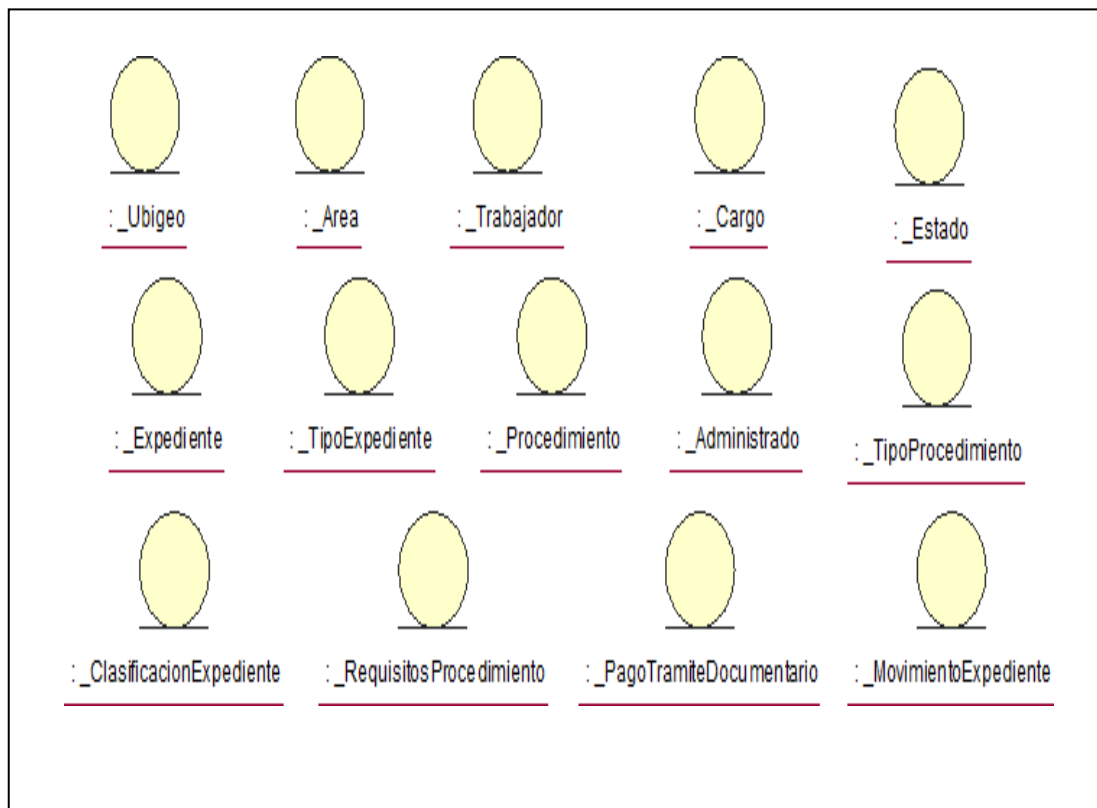 : _Ubigeo
: _Area
: _Trabajador
: _Cargo
: _Estado
: _Expediente
: _TipoExpediente
: _Procedimiento
: _Administrado
: _TipoProcedimiento
: _ClasificacionExpediente
: _RequisitosProcedimiento
: _PagoTramiteDocumentario
: _MovimientoExpediente